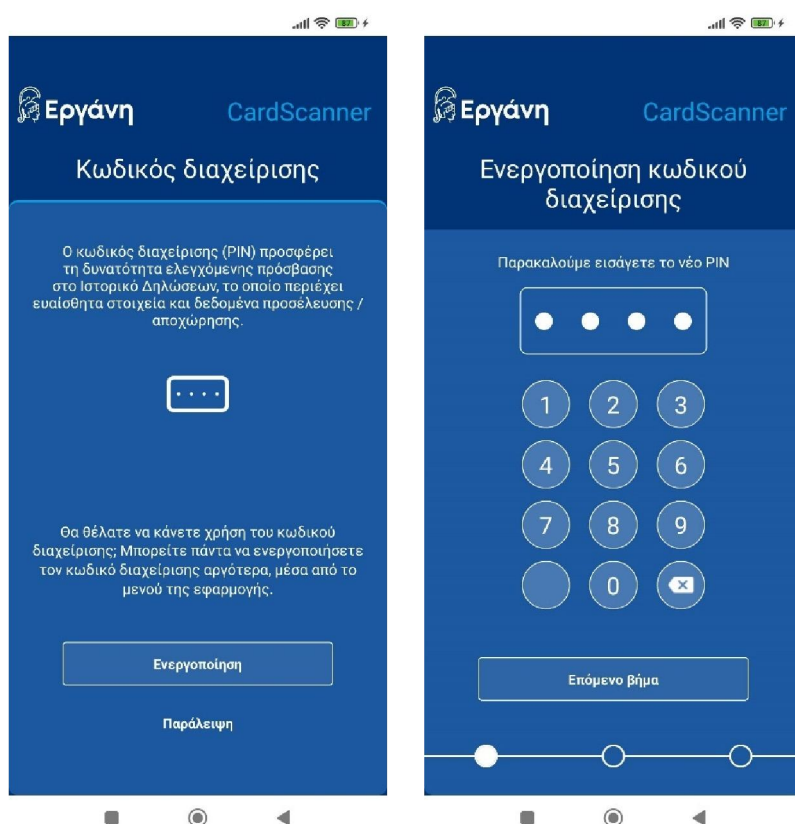 87
Εργάνη
CardScanner
Κωδικός διαχείρισης
Ο κωδικός διαχείρισης (PIN) προσφέρει
τη δυνατότητα ελεγχόμενης πρόσβασης
στο Ιστορικό Δηλώσεων, το οποίο περιέχει
ευαίσθητα στοιχεία και δεδομένα προσέλευσης /
αποχώρησης.
Θα θέλατε να κάνετε χρήση του κωδικού
διαχείρισης; Μπορείτε πάντα να ενεργοποιήσετε
τον κωδικό διαχείρισης αργότερα, μέσα από το
μενού της εφαρμογής.
Ενεργοποίηση
Παράλειψη
87
Εργάνη
CardScanner
Ενεργοποίηση κωδικού
διαχείρισης
Παρακαλούμε εισάγετε το νέο PIN
1 2 3
4 5 6
7 8 9
0
Επόμενο βήμα